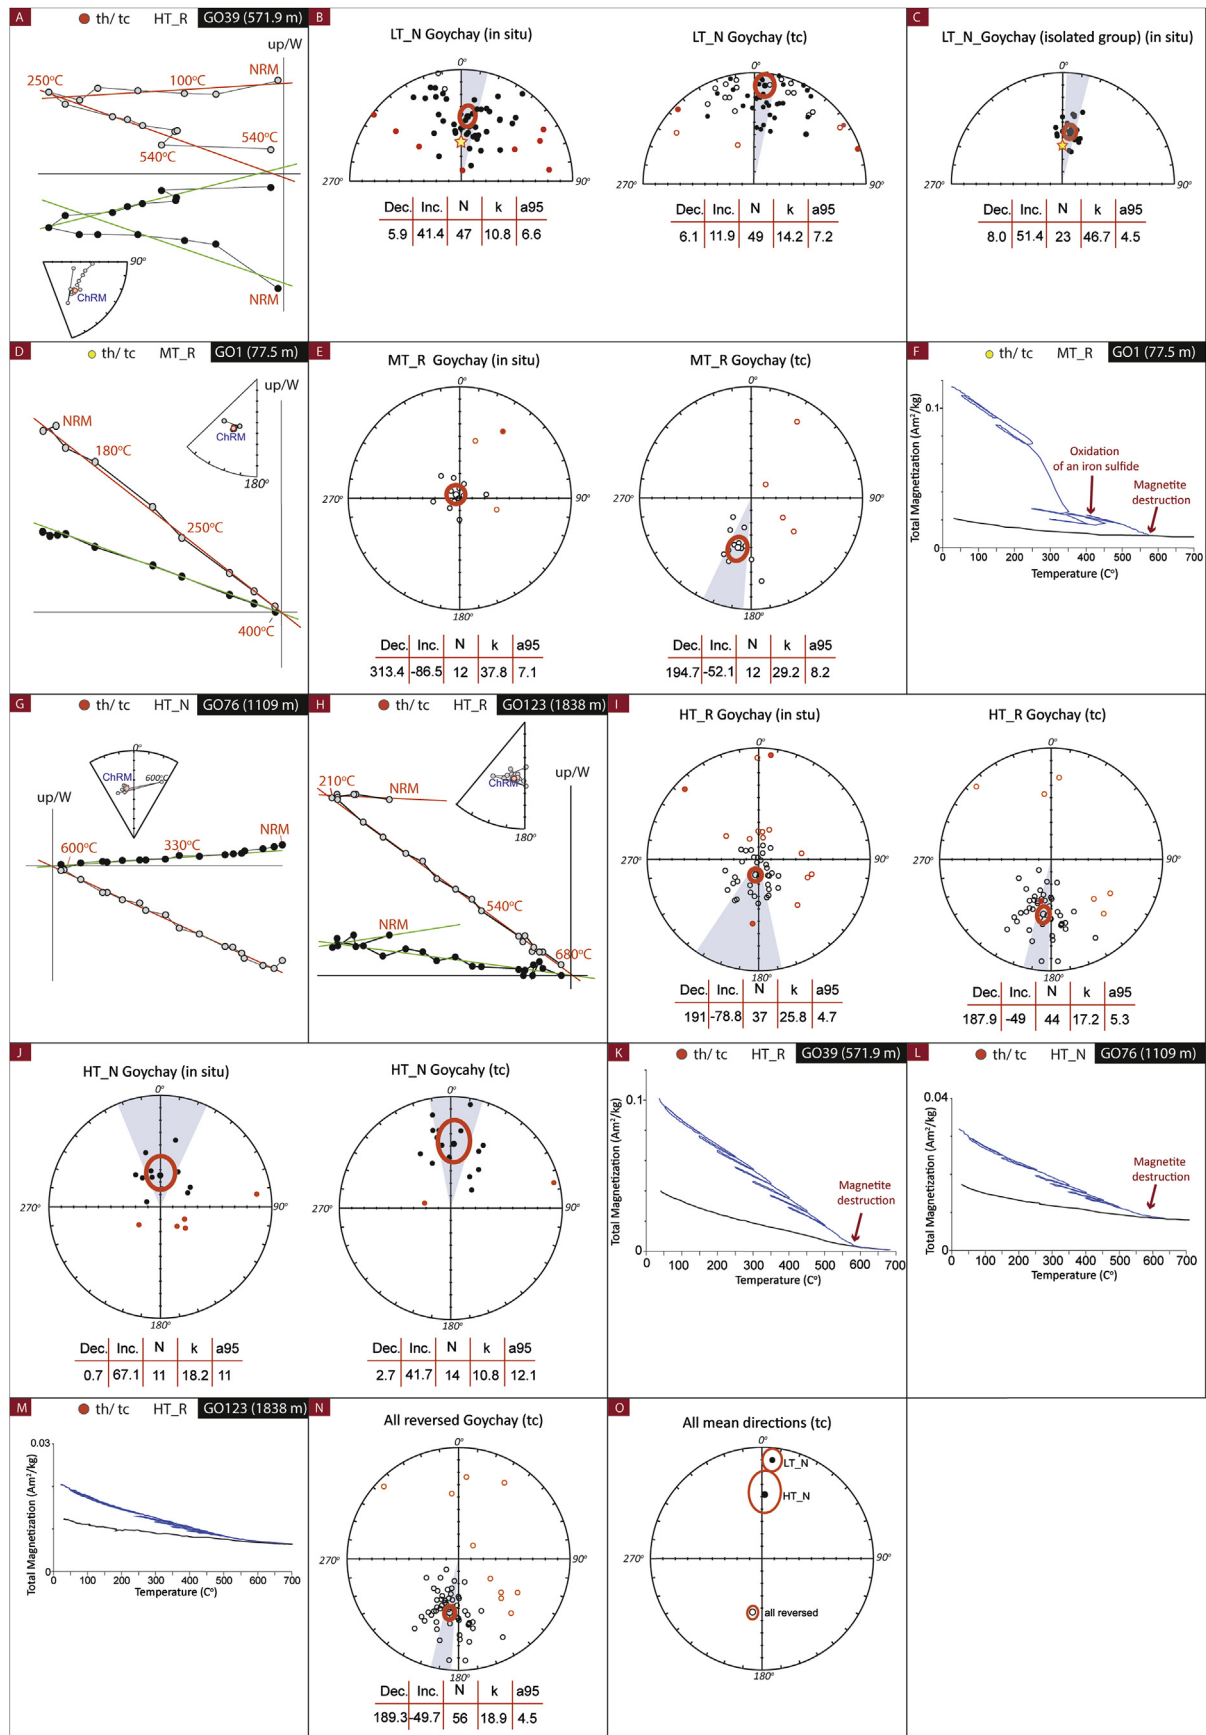 A th/ tc HT_R GO39 (571.9 m)
up/W
NRM
250°C
100°C
540°C
540°C
90°
ChRM
NRM
B
LT_N Goychay (in situ)
0°
270°
90°
Dec. Inc. N k a95
5.9 41.4 47 10.8 6.6
LT_N Goychay (tc)
0°
270°
90°
Dec. Inc. N k a95
6.1 11.9 49 14.2 7.2
C
LT_N_Goychay (isolated group) (in situ)
0°
270°
90°
Dec. Inc. N k a95
8.0 51.4 23 46.7 4.5
D th/ tc MT_R GO1 (77.5 m)
up/W
NRM
180°C
ChRM
180°
250°C
400°C
E
MT_R Goychay (in situ)
0°
270°
90°
180°
Dec. Inc. N k a95
313.4 -86.5 12 37.8 7.1
MT_R Goychay (tc)
0°
270°
90°
180°
Dec. Inc. N k a95
194.7 -52.1 12 29.2 8.2
F th/ tc MT_R GO1 (77.5 m)
Total Magnetization (Am²/kg)
0.1
0
Oxidation
of an iron sulfide
Magnetite
destruction
0 100 200 300 400 500 600 700
Temperature (C°)
G th/ tc HT_N GO76 (1109 m)
0°
ChRM
600°C
up/W
600°C
330°C
NRM
H th/ tc HT_R GO123 (1838 m)
up/W
210°C
NRM
ChRM
180°
540°C
NRM
680°C
I
HT_R Goychay (in stu)
0°
270°
90°
180°
Dec. Inc. N k a95
191 -78.8 37 25.8 4.7
HT_R Goychay (tc)
0°
270°
90°
180°
Dec. Inc. N k a95
187.9 -49 44 17.2 5.3
J
HT_N Goychay (in situ)
0°
270°
90°
180°
Dec. Inc. N k a95
0.7 67.1 11 18.2 11
HT_N Goycahy (tc)
0°
270°
90°
180°
Dec. Inc. N k a95
2.7 41.7 14 10.8 12.1
K th/ tc HT_R GO39 (571.9 m)
Total Magnetization (Am²/kg)
0.1
0
Magnetite
destruction
0 100 200 300 400 500 600 700
Temperature (C°)
L th/ tc HT_N GO76 (1109 m)
Total Magnetization (Am²/kg)
0.04
0
Magnetite
destruction
0 100 200 300 400 500 600 700
Temperature (C°)
M th/ tc HT_R GO123 (1838 m)
Total Magnetization (Am²/kg)
0.03
0
0 100 200 300 400 500 600 700
Temperature (C°)
N
All reversed Goychay (tc)
0°
270°
90°
180°
Dec. Inc. N k a95
189.3 -49.7 56 18.9 4.5
O
All mean directions (tc)
0°
LT_N
HT_N
270°
90°
all reversed
180°